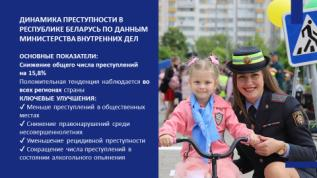 ДИНАМИКА ПРЕСТУПНОСТИ В
РЕСПУБЛИКЕ БЕЛАРУСЬ ПО ДАННЫМ
МИНИСТЕРСТВА ВНУТРЕННИХ ДЕЛ
ОСНОВНЫЕ ПОКАЗАТЕЛИ:
Снижение общего числа преступлений
на 15,8%
Положительная тенденция наблюдается во
всех регионах страны
КЛЮЧЕВЫЕ УЛУЧШЕНИЯ:
✔ Меньше преступлений в общественных
местах
✔ Снижение правонарушений среди
несовершеннолетних
✔ Уменьшение рецидивной преступности
✔ Сокращение числа преступлений в
состоянии алкогольного опьянения